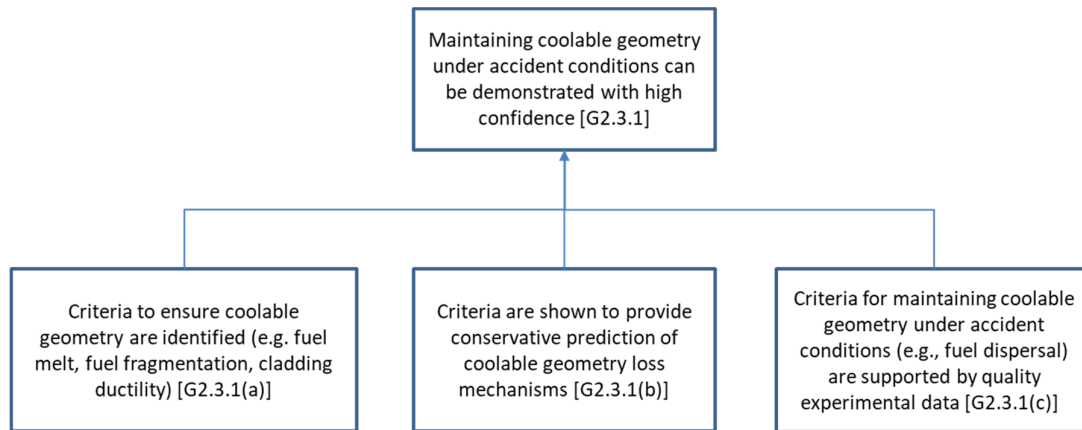 Maintaining coolable geometry
under accident conditions can
be demonstrated with high
confidence [G2.3.1]
Criteria to ensure coolable
geometry are identified (e.g. fuel
melt, fuel fragmentation, cladding
ductility) [G2.3.1(a)]
Criteria are shown to provide
conservative prediction of
coolable geometry loss
mechanisms [G2.3.1(b)]
Criteria for maintaining coolable
geometry under accident
conditions (e.g., fuel dispersal)
are supported by quality
experimental data [G2.3.1(c)]